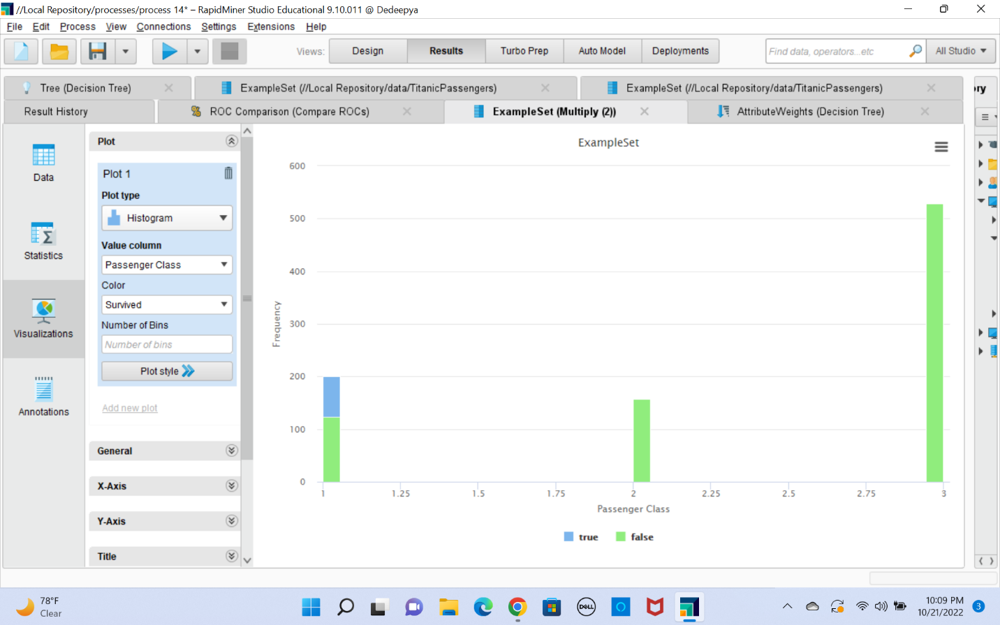 //Local Repository/processes/process 14* – RapidMiner Studio Educational 9.10.011 @ Dedeepya
File Edit Process View Connections Settings Extensions Help
Views: Design Results Turbo Prep Auto Model Deployments Find data, operators...etc All Studio
Tree (Decision Tree) ExampleSet (//Local Repository/data/TitanicPassengers) ExampleSet (//Local Repository/data/TitanicPassengers) ry
Result History ROC Comparison (Compare ROCs) ExampleSet (Multiply (2)) AttributeWeights (Decision Tree)
Data
Statistics
Visualizations
Annotations
Plot
Plot 1
Plot type
Histogram
Value column
Passenger Class
Color
Survived
Number of Bins
Number of bins
Plot style
Add new plot
General
X-Axis
Y-Axis
Title
ExampleSet
600
500
400
300
200
100
0
Frequency
1 1.25 1.5 1.75 2 2.25 2.5 2.75 3
Passenger Class
true false
78°F
Clear
DELL
10:09 PM
10/21/2022
3